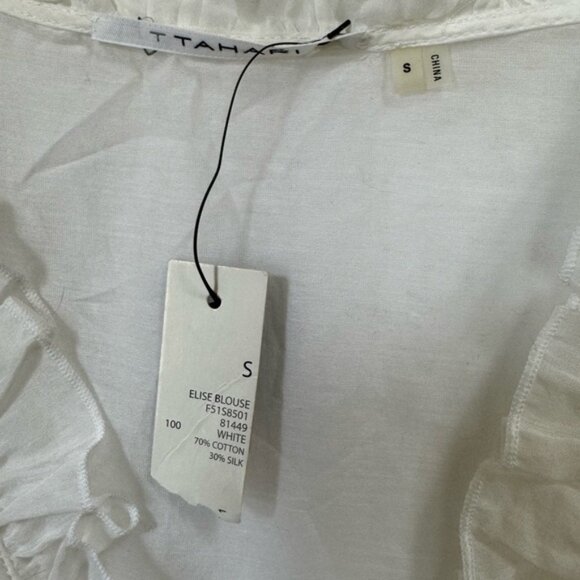 T TAHARI
S
CHINA
S
ELISE BLOUSE
F51S8501
81449
100 WHITE
70% COTTON
30% SILK